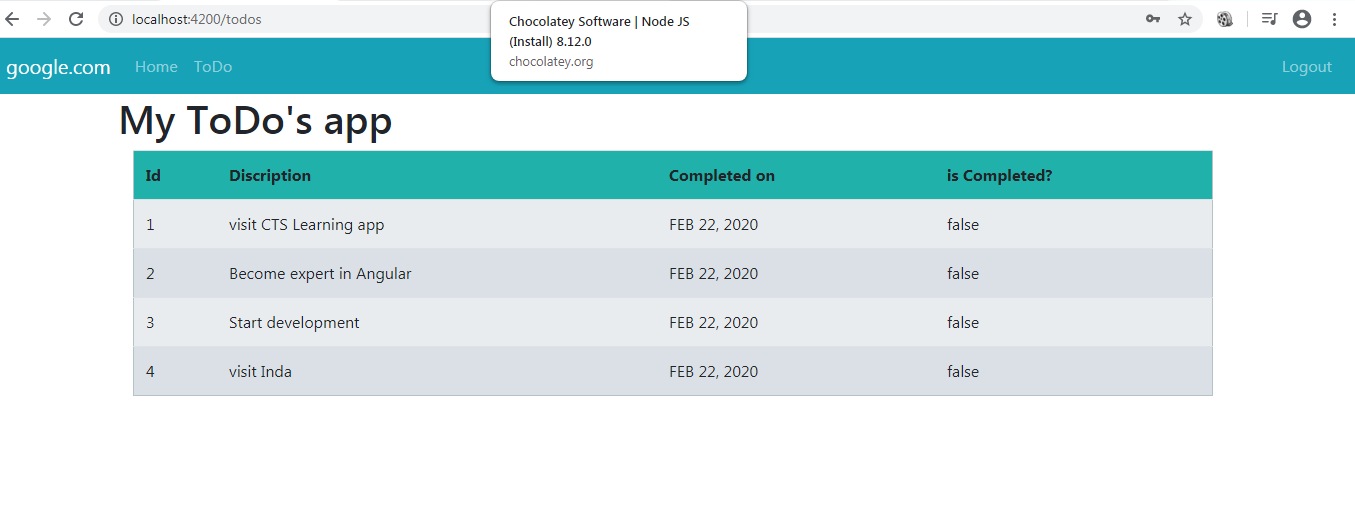 localhost:4200/todos
Chocolatey Software | Node JS
(Install) 8.12.0
chocolatey.org
google.com Home ToDo Logout
My ToDo's app
Id Discription Completed on is Completed?
1 visit CTS Learning app FEB 22, 2020 false
2 Become expert in Angular FEB 22, 2020 false
3 Start development FEB 22, 2020 false
4 visit Inda FEB 22, 2020 false